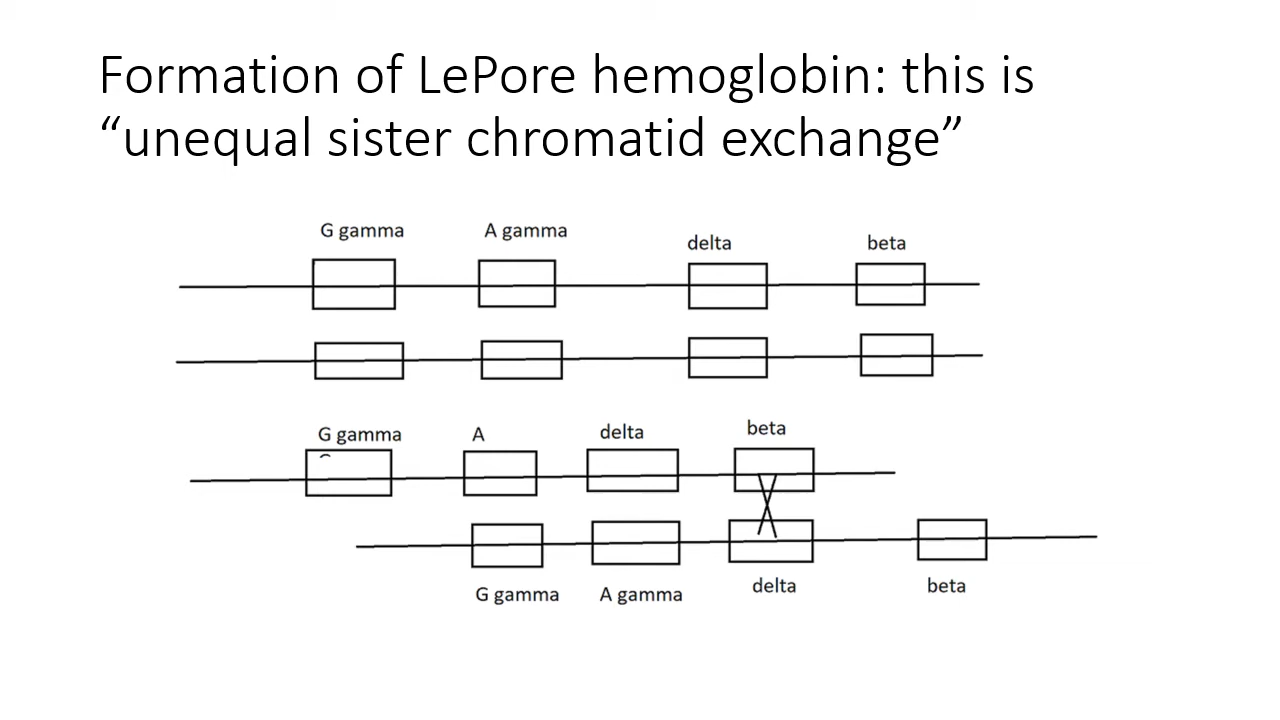 Formation of LePore hemoglobin: this is
“unequal sister chromatid exchange”
G gamma A gamma delta beta
G gamma A delta beta
G gamma A gamma delta beta